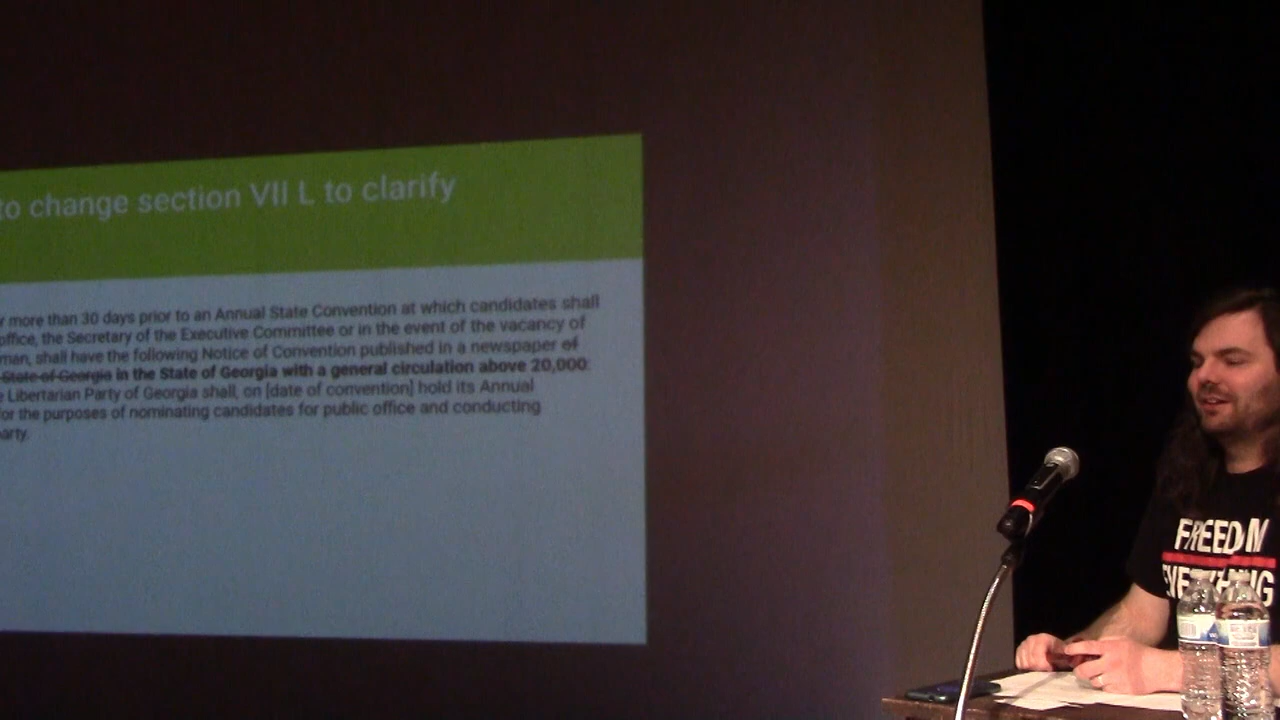 to change section VII L to clarify
more than 30 days prior to an Annual State Convention at which candidates shall
office, the Secretary of the Executive Committee or in the event of the vacancy of
man, shall have the following Notice of Convention published in a newspaper of
State of Georgia in the State of Georgia with a general circulation above 20,000:
Libertarian Party of Georgia shall, on [date of convention] hold its Annual
for the purposes of nominating candidates for public office and conducting
arty.
FREEDOM
EVERYTHING